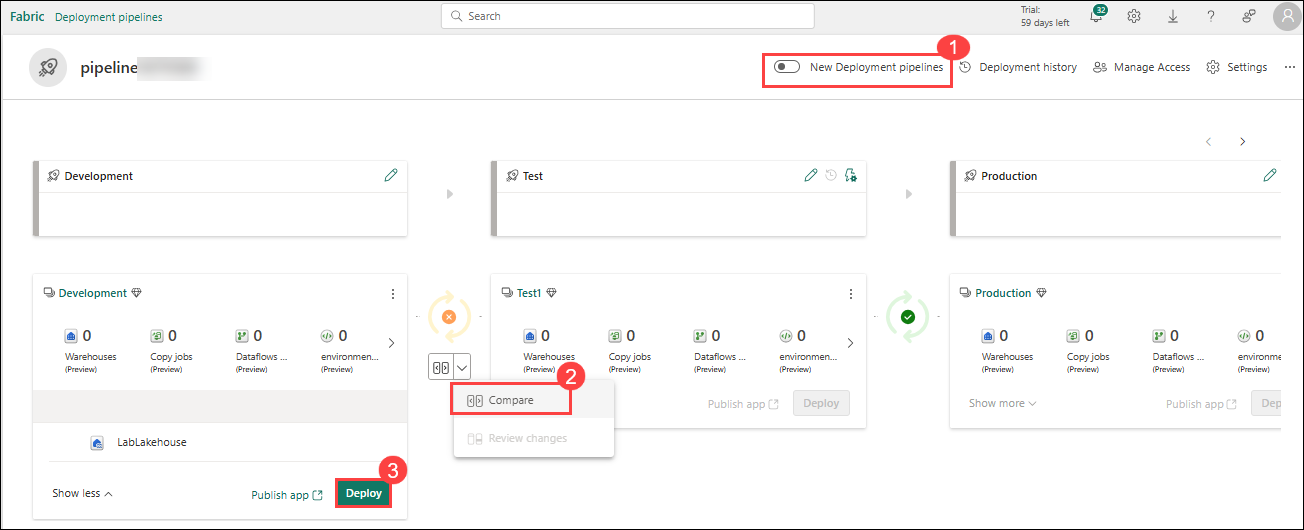 Fabric Deployment pipelines
Search
Trial:
59 days left
32
?
pipeline
1
New Deployment pipelines
Deployment history
Manage Access
Settings
Development
Test
Production
Development
0
Warehouses
(Preview)
0
Copy jobs
(Preview)
0
Dataflows ...
(Preview)
0
environmen...
(Preview)
LabLakehouse
Show less
Publish app
Deploy
3
2
Compare
Review changes
Test1
0
Warehouses
(Preview)
0
Copy jobs
(Preview)
0
Dataflows ...
(Preview)
0
environmen...
(Preview)
Publish app
Deploy
Production
0
Warehouses
(Preview)
0
Copy jobs
(Preview)
0
Dataflows ...
(Preview)
0
environme
(Preview)
Show more
Publish app
Dep